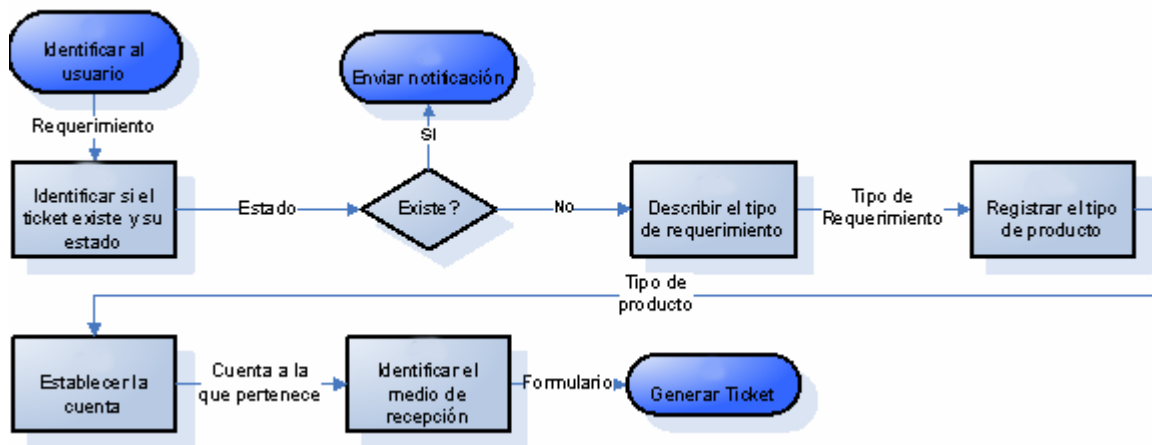 Identificar al
usuario
Enviar notificación
Requerimiento
SI
Identificar si el
ticket existe y su
estado
Estado
Existe?
No
Describir el tipo
de requerimiento
Tipo de
Requerimiento
Registrar el tipo
de producto
Tipo de
producto
Establecer la
cuenta
Cuenta a la
que pertenece
Identificar el
medio de
recepción
Formulario
Generar Ticket